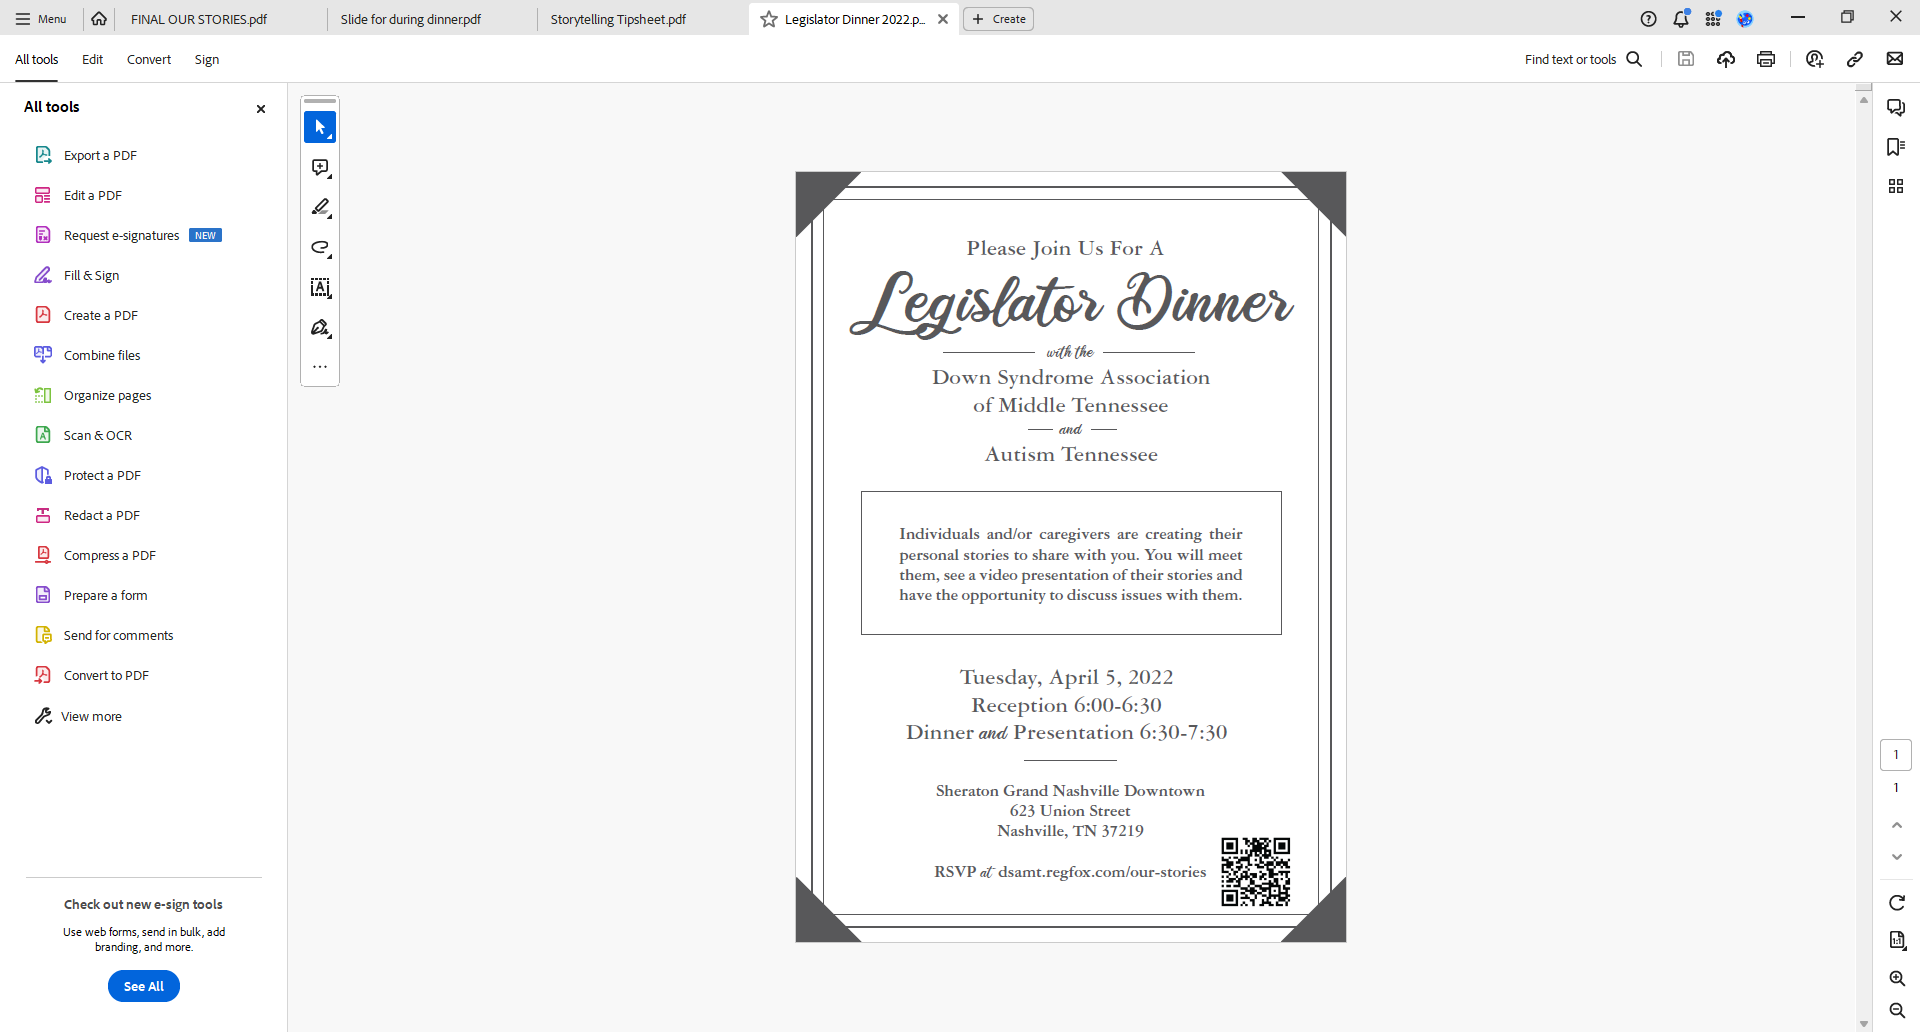 Menu
FINAL OUR STORIES.pdf
Slide for during dinner.pdf
Storytelling Tipsheet.pdf
Legislator Dinner 2022.p...
Create
All tools
Edit
Convert
Sign
Find text or tools
All tools
Export a PDF
Edit a PDF
Request e-signatures NEW
Fill & Sign
Create a PDF
Combine files
Organize pages
Scan & OCR
Protect a PDF
Redact a PDF
Compress a PDF
Prepare a form
Send for comments
Convert to PDF
View more
Check out new e-sign tools
Use web forms, send in bulk, add
branding, and more.
See All
Please Join Us For A
Legislator Dinner
with the
Down Syndrome Association
of Middle Tennessee
and
Autism Tennessee
Individuals and/or caregivers are creating their
personal stories to share with you. You will meet
them, see a video presentation of their stories and
have the opportunity to discuss issues with them.
Tuesday, April 5, 2022
Reception 6:00-6:30
Dinner and Presentation 6:30-7:30
Sheraton Grand Nashville Downtown
623 Union Street
Nashville, TN 37219
RSVP at dsamt.regfox.com/our-stories
1
1
1:1